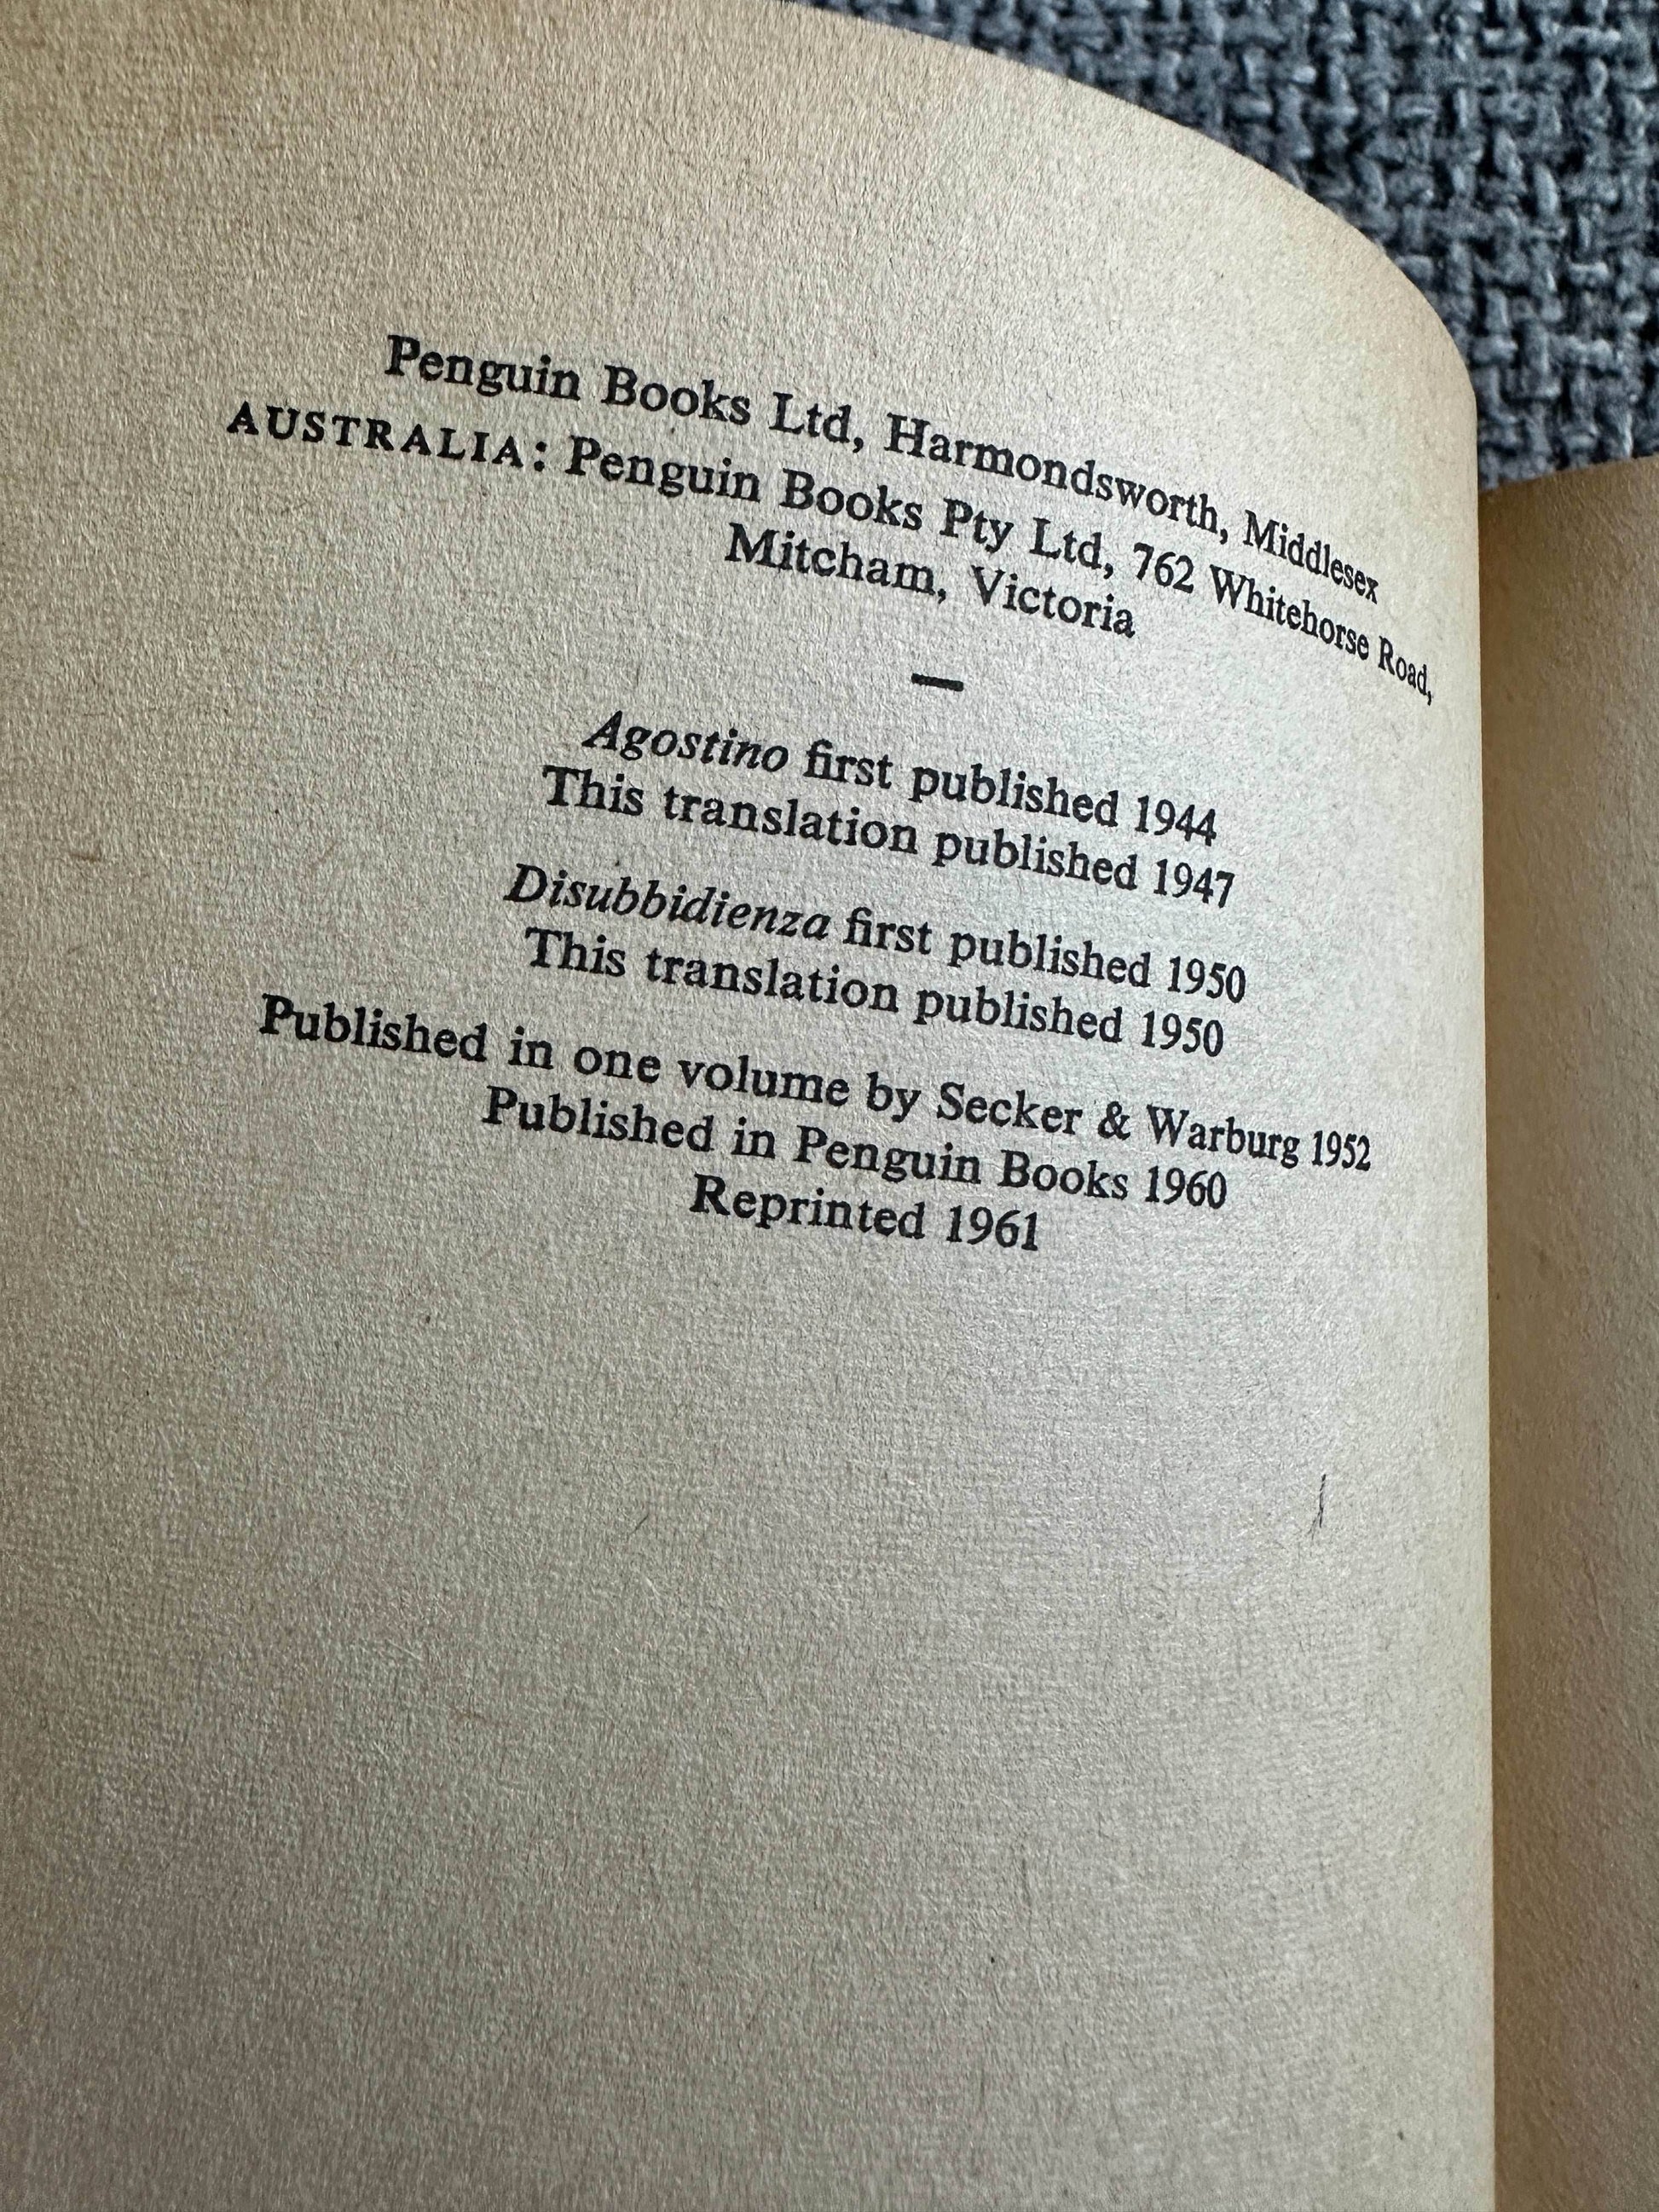 Penguin Books Ltd, Harmondsworth, Middlesex
AUSTRALIA: Penguin Books Pty Ltd, 762 Whitehorse Road,
Mitcham, Victoria
—
Agostino first published 1944
This translation published 1947
Disubbidienza first published 1950
This translation published 1950
Published in one volume by Secker & Warburg 1952
Published in Penguin Books 1960
Reprinted 1961